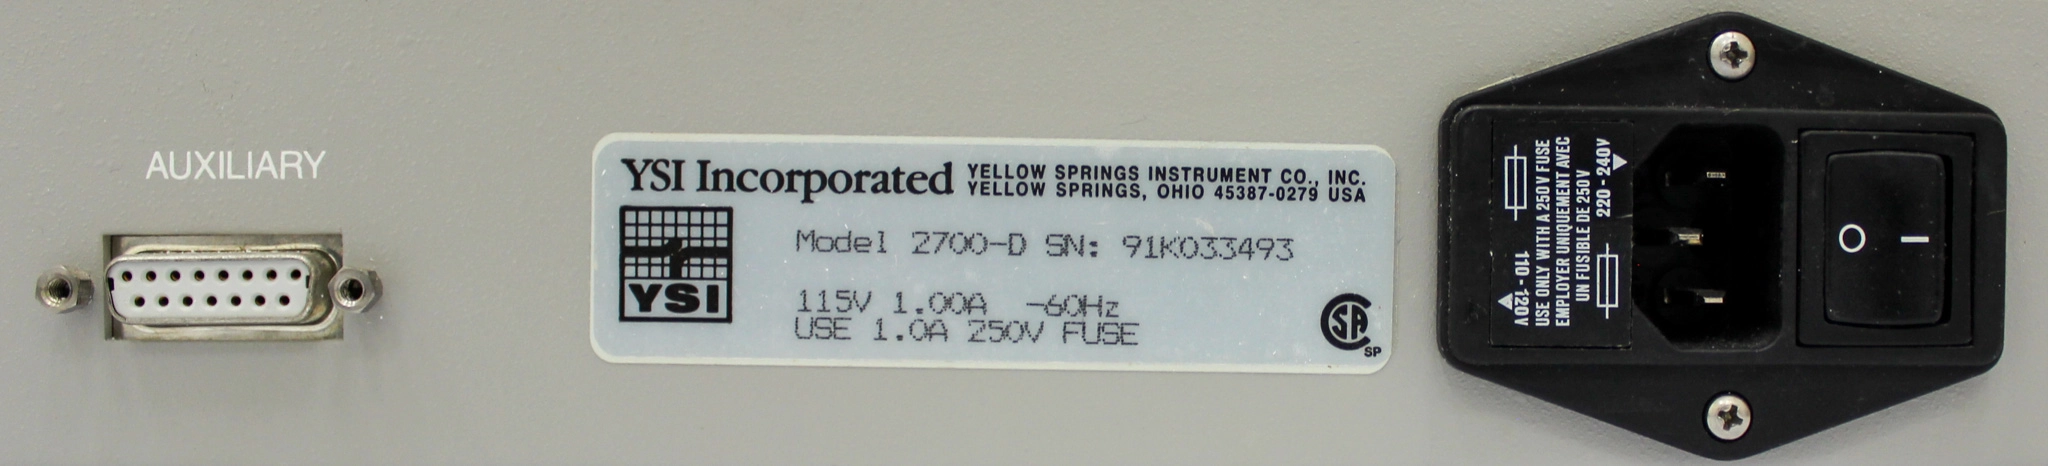 AUXILIARY
YSI Incorporated
YELLOW SPRINGS INSTRUMENT CO., INC.
YELLOW SPRINGS, OHIO 45387-0279 USA
YSI
Model 2700-D SN: 91K033493
115V 1.00A -60Hz
USE 1.0A 250V FUSE
SA
SP
110 - 120V
USE ONLY WITH A 250V FUSE
EMPLOYER UNIQUEMENT AVEC
UN FUSIBLE DE 250V
220 - 240V
O I